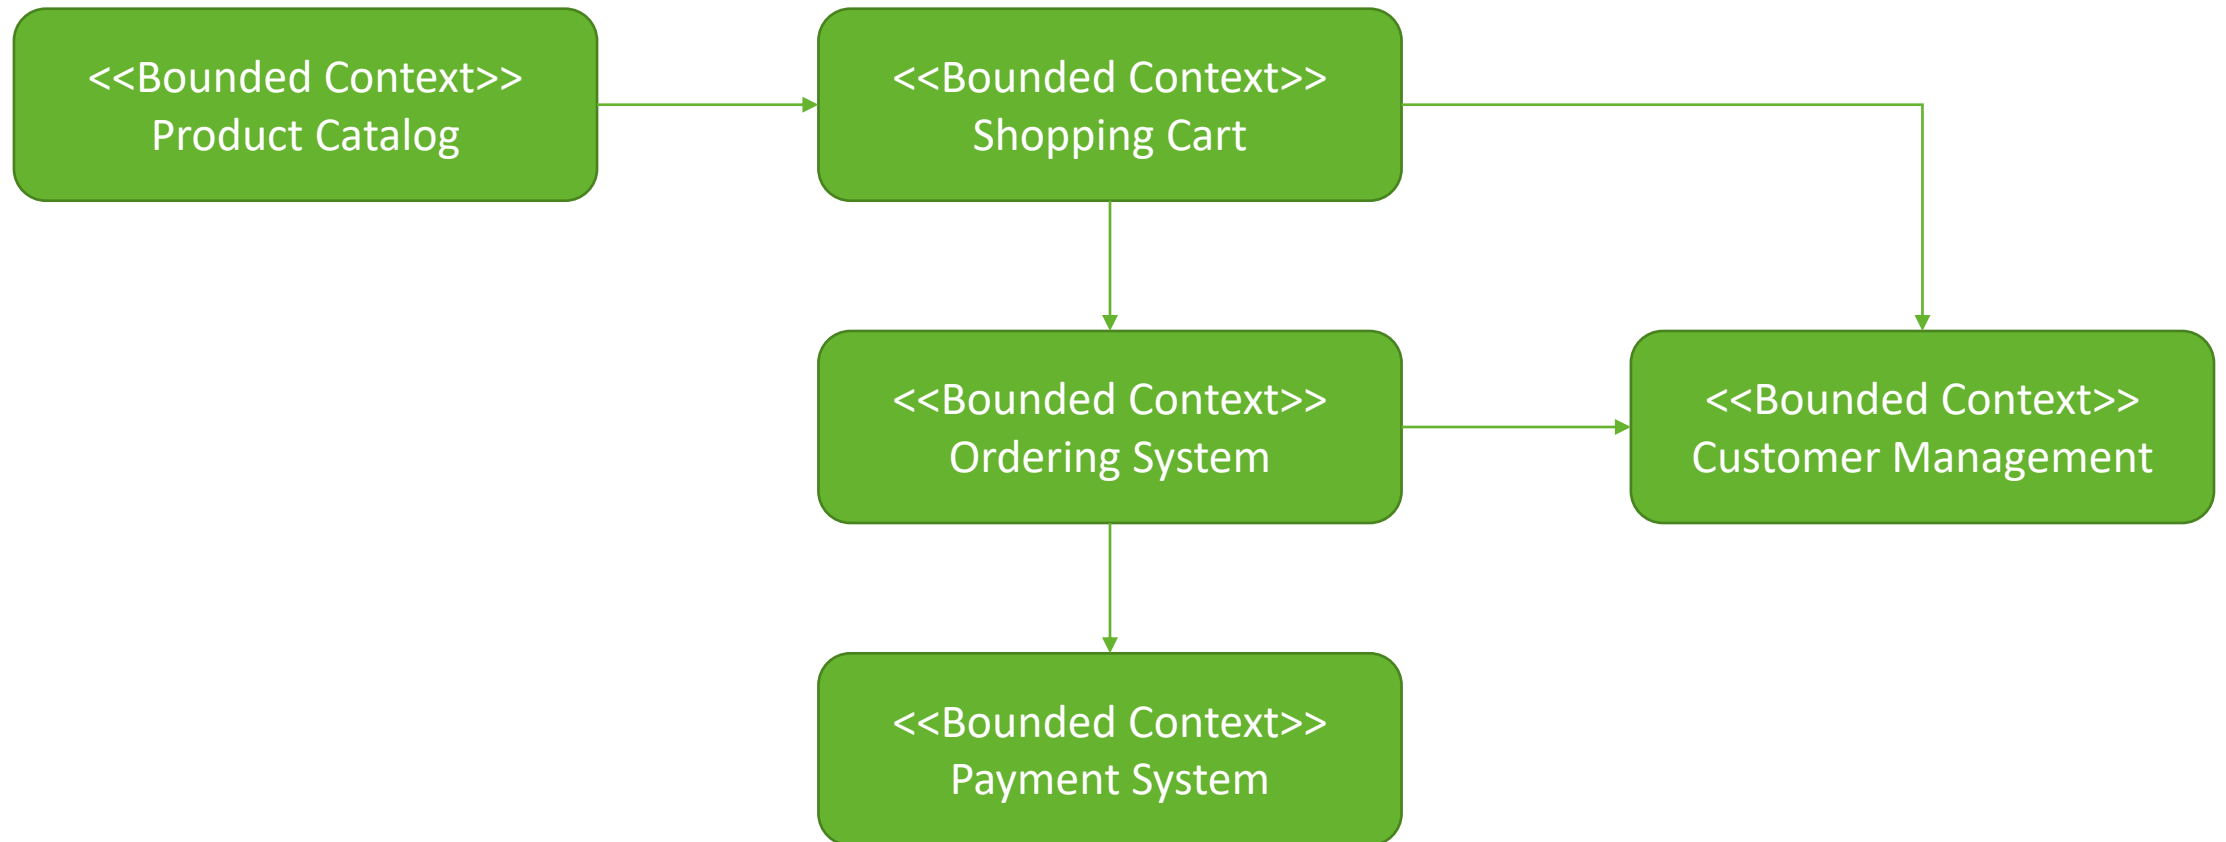 <<Bounded Context>>
Product Catalog
<<Bounded Context>>
Shopping Cart
<<Bounded Context>>
Ordering System
<<Bounded Context>>
Customer Management
<<Bounded Context>>
Payment System